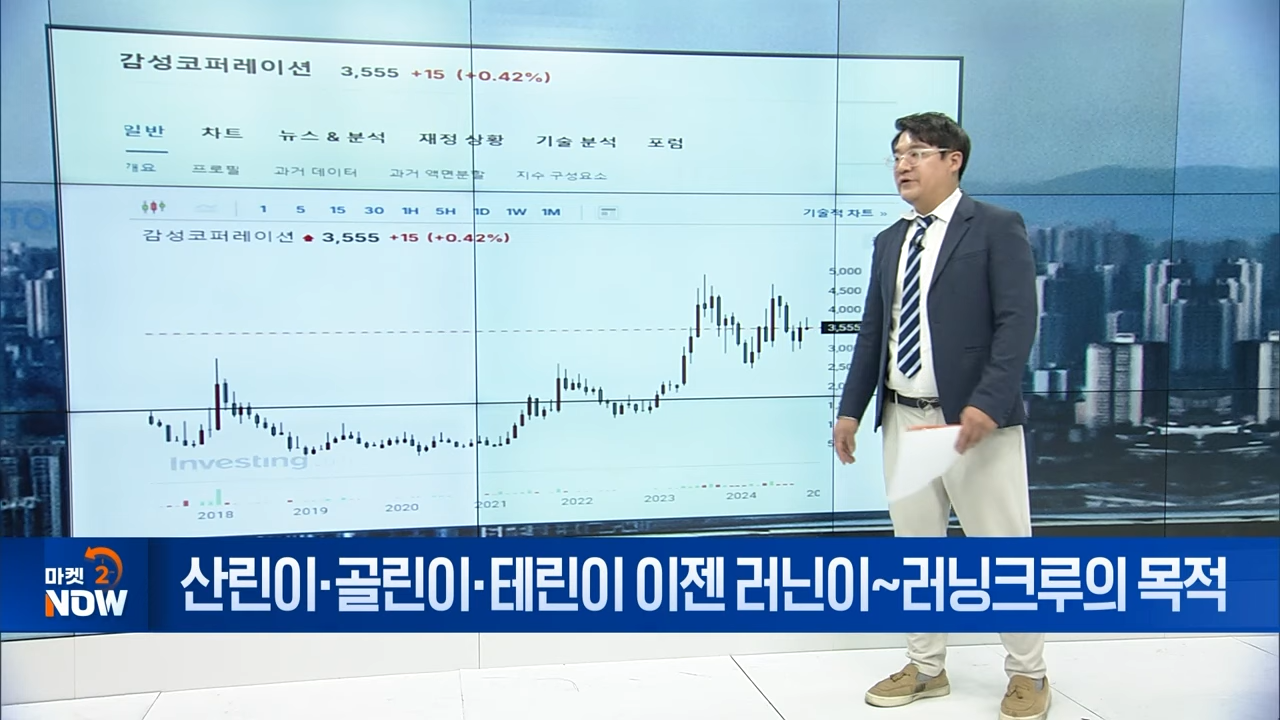 감성코퍼레이션 3,555 +15 (+0.42%)
일반 차트 뉴스 & 분석 재정 상황 기술 분석 포럼
개요 프로필 과거 데이터 과거 액면분할 지수 구성요소
1 5 15 30 1H 5H 1D 1W 1M 기술적 차트 »
감성코퍼레이션 3,555 +15 (+0.42%)
5,000
4,500
4,000
3,555
Investing
2018 2019 2020 2021 2022 2023 2024
마켓 2
NOW
산린이·골린이·테린이 이젠 러닌이~러닝크루의 목적